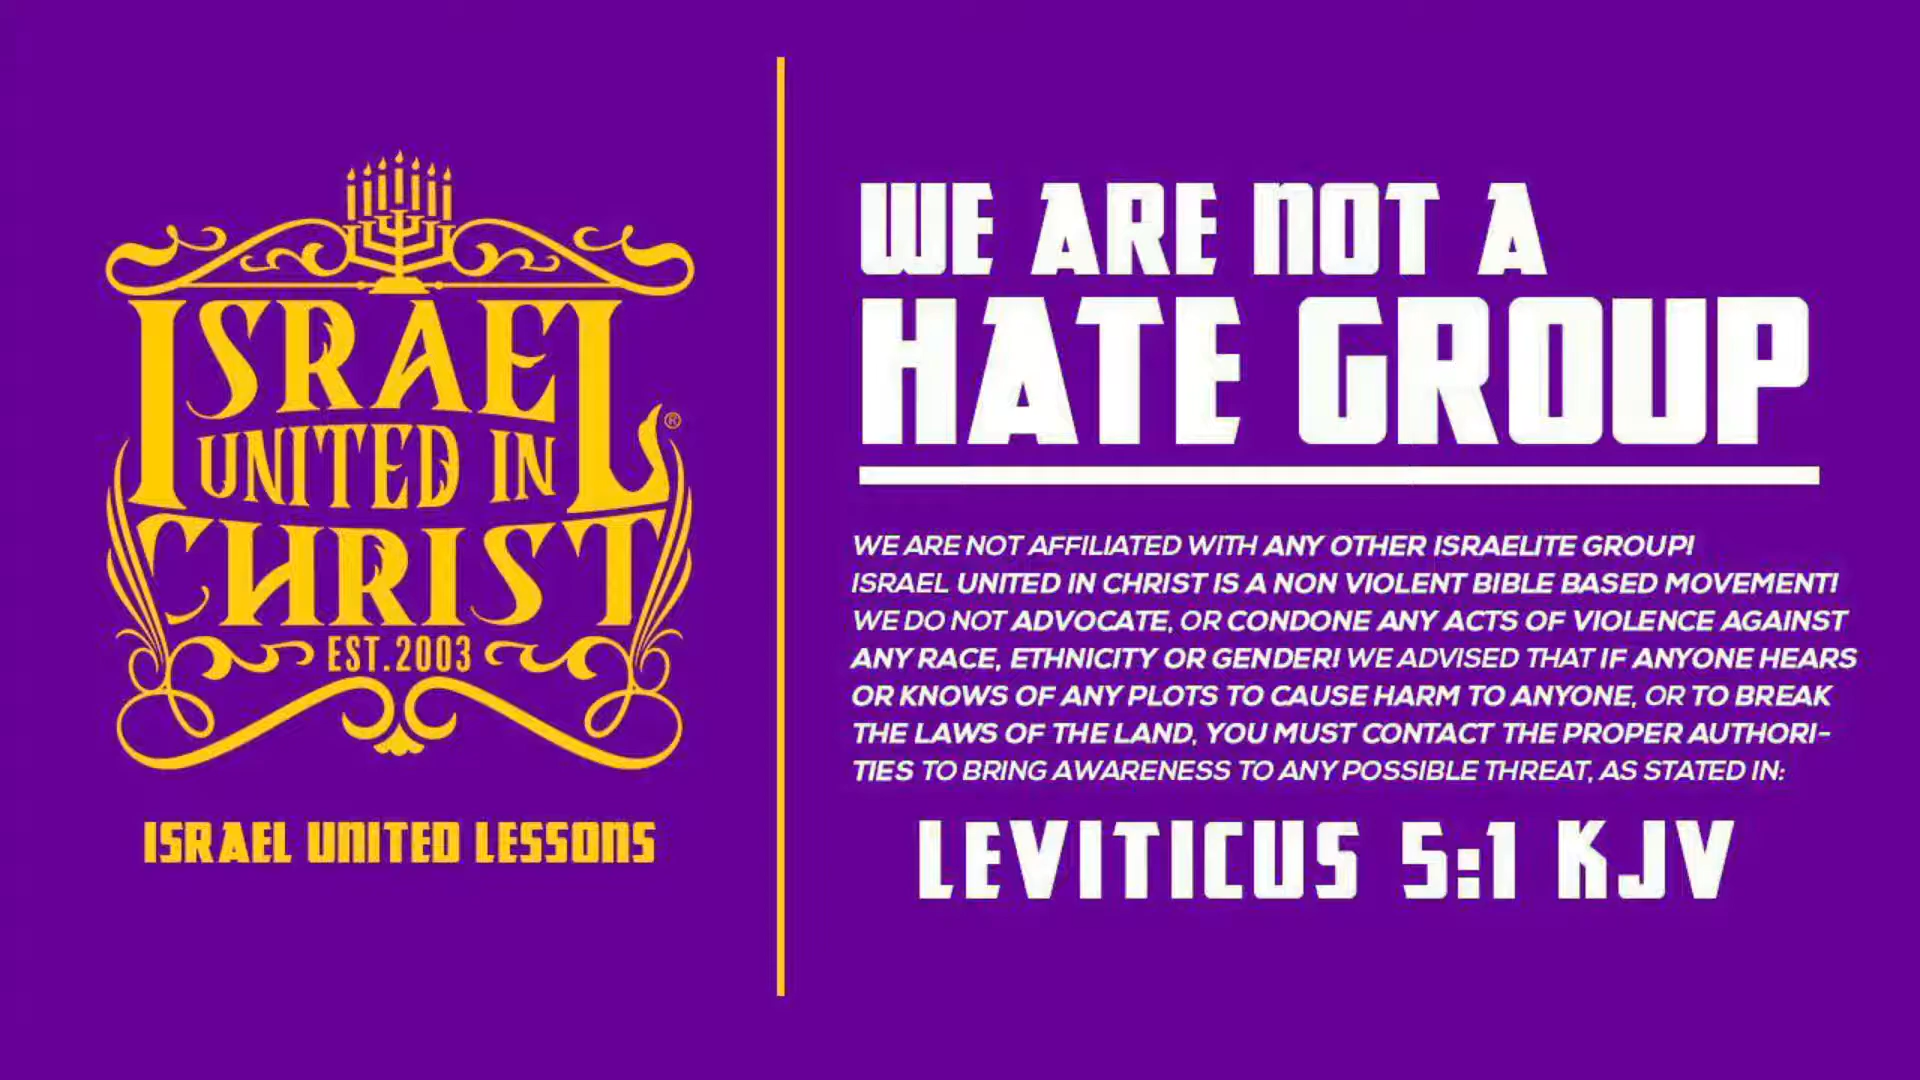 ISRAEL
UNITED IN
CHRIST®
EST. 2003
ISRAEL UNITED LESSONS
WE ARE NOT A
HATE GROUP
WE ARE NOT AFFILIATED WITH ANY OTHER ISRAELITE GROUP!
ISRAEL UNITED IN CHRIST IS A NON VIOLENT BIBLE BASED MOVEMENT!
WE DO NOT ADVOCATE, OR CONDONE ANY ACTS OF VIOLENCE AGAINST
ANY RACE, ETHNICITY OR GENDER! WE ADVISED THAT IF ANYONE HEARS
OR KNOWS OF ANY PLOTS TO CAUSE HARM TO ANYONE, OR TO BREAK
THE LAWS OF THE LAND, YOU MUST CONTACT THE PROPER AUTHORI-
TIES TO BRING AWARENESS TO ANY POSSIBLE THREAT, AS STATED IN:
LEVITICUS 5:1 KJV